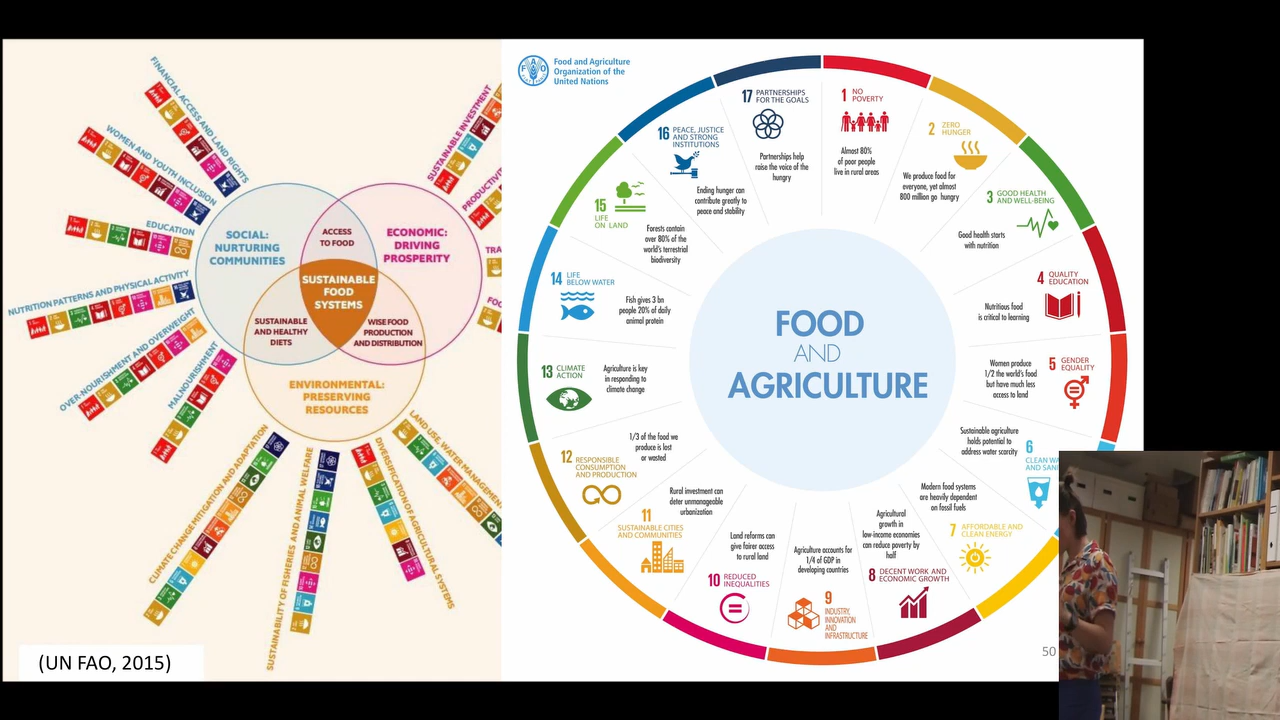 FINANCIAL ACCESS AND LAND RIGHTS
WOMEN AND YOUTH INCLUSION
EDUCATION
NUTRITION PATTERNS AND PHYSICAL ACTIVITY
OVER-NOURISHMENT AND OVERWEIGHT
MALNOURISHMENT
CLIMATE CHANGE MITIGATION AND ADAPTATION
SUSTAINABILITY OF FISHERIES AND ANIMAL WELFARE
DIVERSIFICATION OF AGRICULTURAL SYSTEMS
LAND USE, WATER MANAGEMENT
SUSTAINABLE INVESTMENT
SOCIAL:
NURTURING
COMMUNITIES
ACCESS
TO FOOD
ECONOMIC:
DRIVING
PROSPERITY
SUSTAINABLE
FOOD
SYSTEMS
SUSTAINABLE
AND HEALTHY
DIETS
WISE FOOD
PRODUCTION
AND DISTRIBUTION
ENVIRONMENTAL:
PRESERVING
RESOURCES
(UN FAO, 2015)
Food and Agriculture
Organization of the
United Nations
FOOD
AND
AGRICULTURE
1 NO
POVERTY
Almost 80%
of poor people
live in rural areas
2 ZERO
HUNGER
We produce food for
everyone, yet almost
800 million go hungry
3 GOOD HEALTH
AND WELL-BEING
Good health starts
with nutrition
4 QUALITY
EDUCATION
Nutritious food
is critical to learning
5 GENDER
EQUALITY
Women produce
1/2 the world's food
but have much less
access to land
6
CLEAN WA
AND SANI
Sustainable agriculture
holds potential to
address water scarcity
7 AFFORDABLE AND
CLEAN ENERGY
Modern food systems
are heavily dependent
on fossil fuels
8 DECENT WORK AND
ECONOMIC GROWTH
Agricultural
growth in
low-income economies
can reduce poverty by
half
9
INDUSTRY,
INNOVATION
AND
INFRASTRUCTURE
Agriculture accounts for
1/4 of GDP in
developing countries
10 REDUCED
INEQUALITIES
Land reforms can
give fairer access
to rural land
11
SUSTAINABLE CITIES
AND COMMUNITIES
Rural investment can
deter unmanageable
urbanization
12 RESPONSIBLE
CONSUMPTION
AND PRODUCTION
1/3 of the food we
produce is lost
or wasted
13 CLIMATE
ACTION
Agriculture is key
in responding to
climate change
14 LIFE
BELOW WATER
Fish gives 3 bn
people 20% of daily
animal protein
15
LIFE
ON LAND
Forests contain
over 80% of the
world's terrestrial
biodiversity
16 PEACE, JUSTICE
AND STRONG
INSTITUTIONS
Ending hunger can
contribute greatly to
peace and stability
17 PARTNERSHIPS
FOR THE GOALS
Partnerships help
raise the voice of the
hungry
50